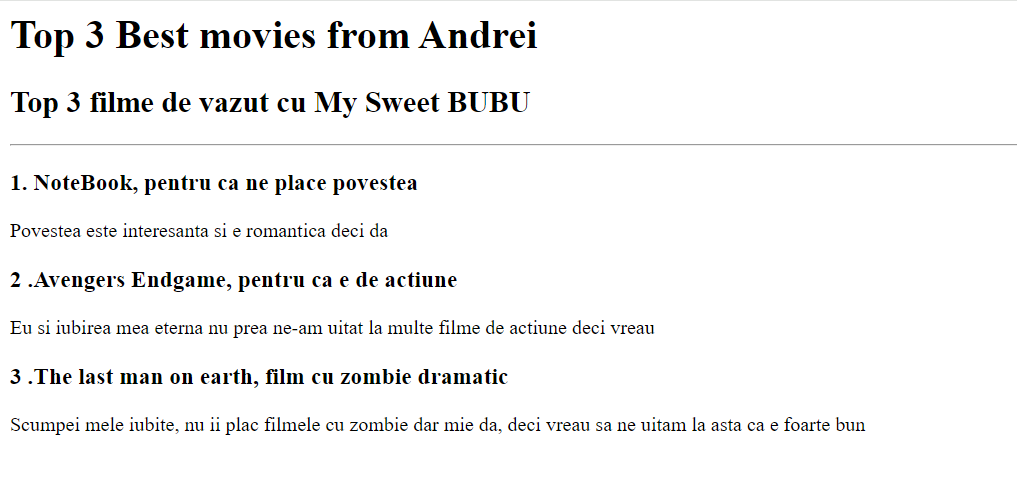 Top 3 Best movies from Andrei
Top 3 filme de vazut cu My Sweet BUBU
1. NoteBook, pentru ca ne place povestea
Povestea este interesanta si e romantica deci da
2 .Avengers Endgame, pentru ca e de actiune
Eu si iubirea mea eterna nu prea ne-am uitat la multe filme de actiune deci vreau
3 .The last man on earth, film cu zombie dramatic
Scumpei mele iubite, nu ii plac filmele cu zombie dar mie da, deci vreau sa ne uitam la asta ca e foarte bun